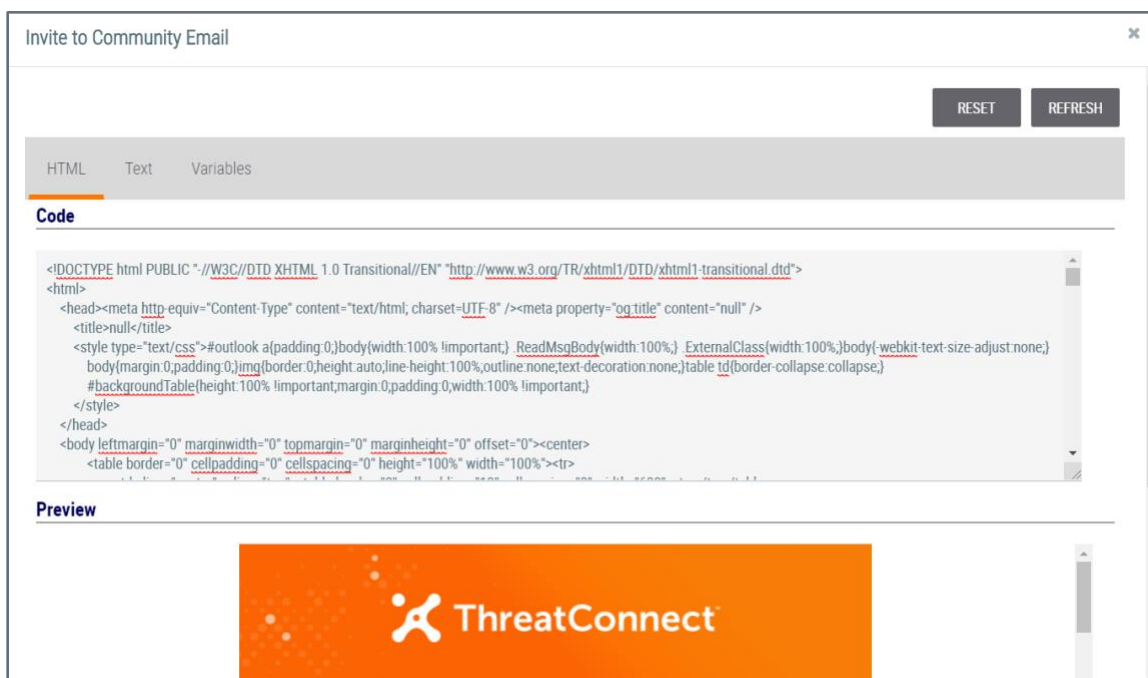 Invite to Community Email
×
RESET REFRESH
HTML Text Variables
Code
<!DOCTYPE html PUBLIC "-//W3C//DTD XHTML 1.0 Transitional//EN" "http://www.w3.org/TR/xhtml1/DTD/xhtml1-transitional.dtd">
<html>
<head><meta http-equiv="Content-Type" content="text/html; charset=UTF-8" /><meta property="og:title" content="null" />
<title>null</title>
<style type="text/css">#outlook a{padding:0;}body{width:100% !important;} .ReadMsgBody{width:100%;} .ExternalClass{width:100%;}body{-webkit-text-size-adjust:none;}
body{margin:0;padding:0;}img{border:0;height:auto;line-height:100%;outline:none;text-decoration:none;}table td{border-collapse:collapse;}
#backgroundTable{height:100% !important;margin:0;padding:0;width:100% !important;}
</style>
</head>
<body leftmargin="0" marginwidth="0" topmargin="0" marginheight="0" offset="0"><center>
<table border="0" cellpadding="0" cellspacing="0" height="100%" width="100%"><tr>
Preview
ThreatConnect